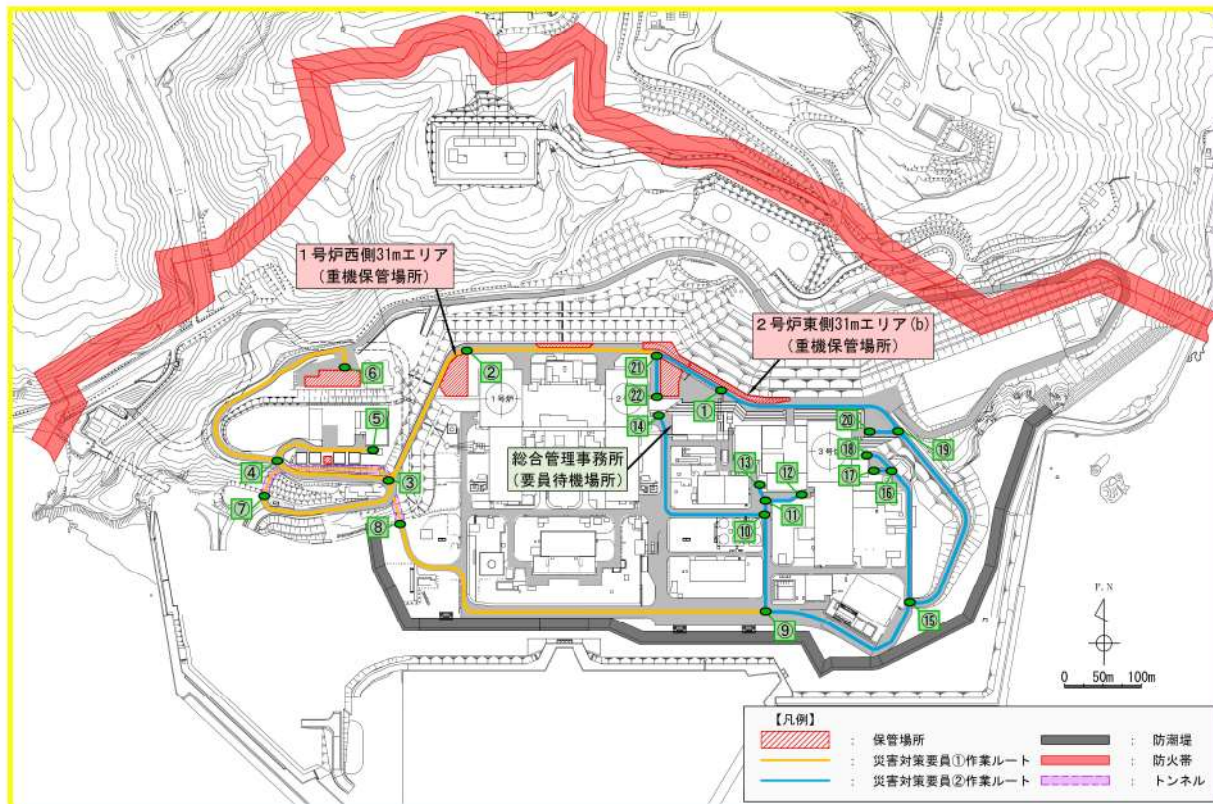 1号炉西側31mエリア
(重機保管場所)
2号炉東側31mエリア(b)
(重機保管場所)
②
㉑
⑥
1号炉
2
㉒
①
⑭
⑤
総合管理事務所
(要員待機場所)
⑳
⑱
3号炉
⑲
④
⑬
⑫
⑰
⑯
③
⑦
⑧
⑪
⑩
⑨
⑮
P.N
0 50m 100m
【凡例】
: 保管場所
: 防潮堤
: 災害対策要員①作業ルート
: 防火帯
: 災害対策要員②作業ルート
: トンネル